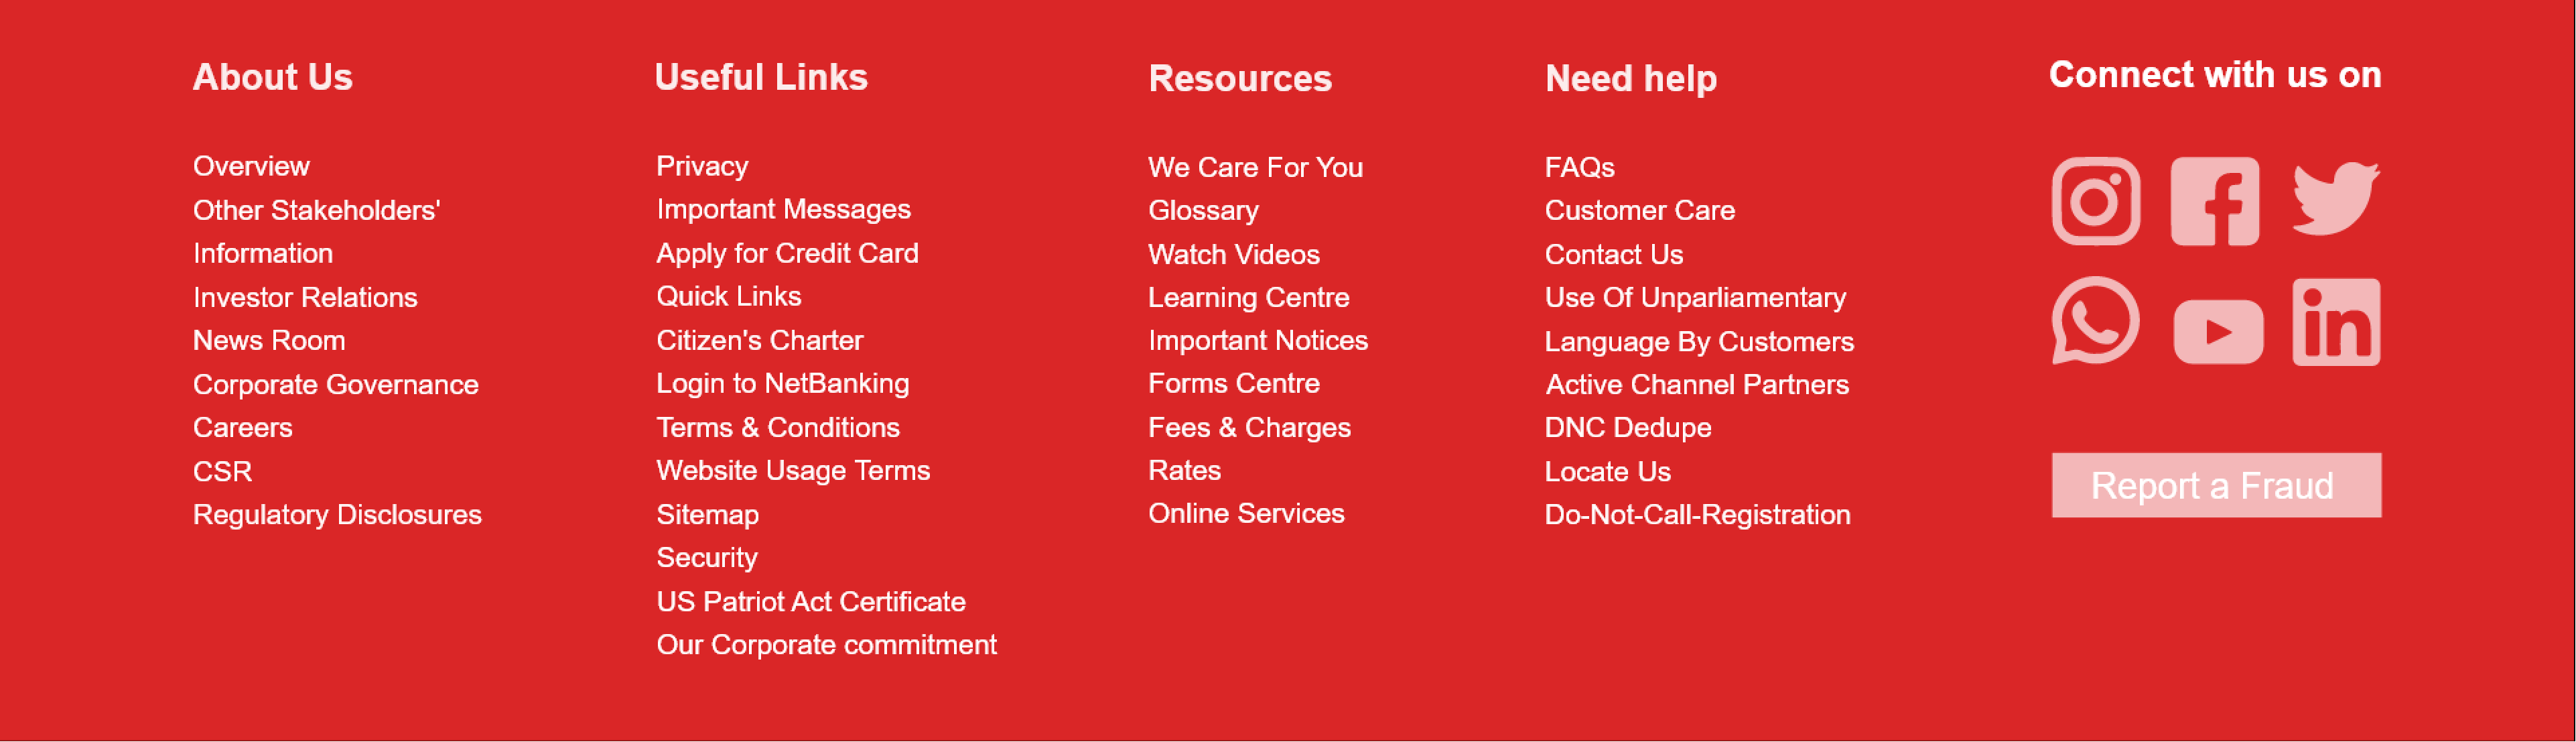 About Us
Overview
Other Stakeholders'
Information
Investor Relations
News Room
Corporate Governance
Careers
CSR
Regulatory Disclosures
Useful Links
Privacy
Important Messages
Apply for Credit Card
Quick Links
Citizen's Charter
Login to NetBanking
Terms & Conditions
Website Usage Terms
Sitemap
Security
US Patriot Act Certificate
Our Corporate commitment
Resources
We Care For You
Glossary
Watch Videos
Learning Centre
Important Notices
Forms Centre
Fees & Charges
Rates
Online Services
Need help
FAQs
Customer Care
Contact Us
Use Of Unparliamentary
Language By Customers
Active Channel Partners
DNC Dedupe
Locate Us
Do-Not-Call-Registration
Connect with us on
Report a Fraud